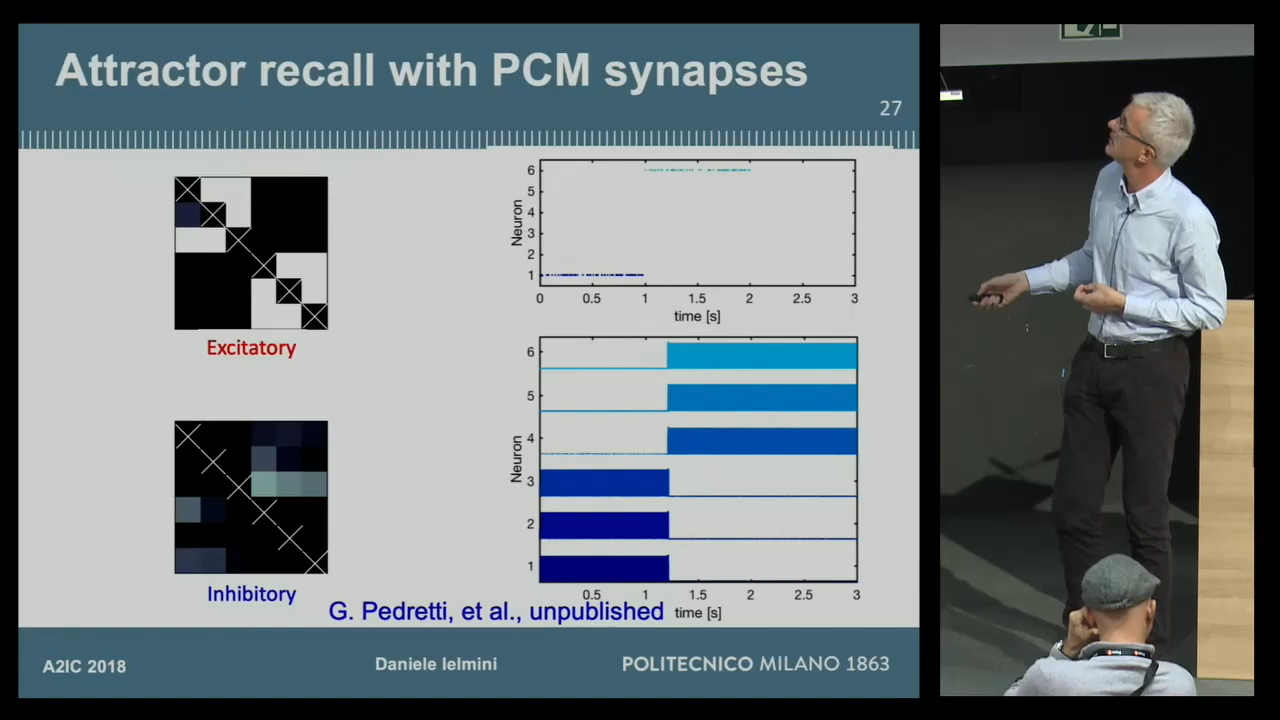 Attractor recall with PCM synapses
27
Excitatory
Inhibitory
Neuron
6
5
4
3
2
1
0 0.5 1 1.5 2 2.5 3
time [s]
Neuron
6
5
4
3
2
1
0.5 1 1.5 2 2.5 3
time [s]
G. Pedretti, et al., unpublished
A2IC 2018
Daniele Ielmini
POLITECNICO MILANO 1863